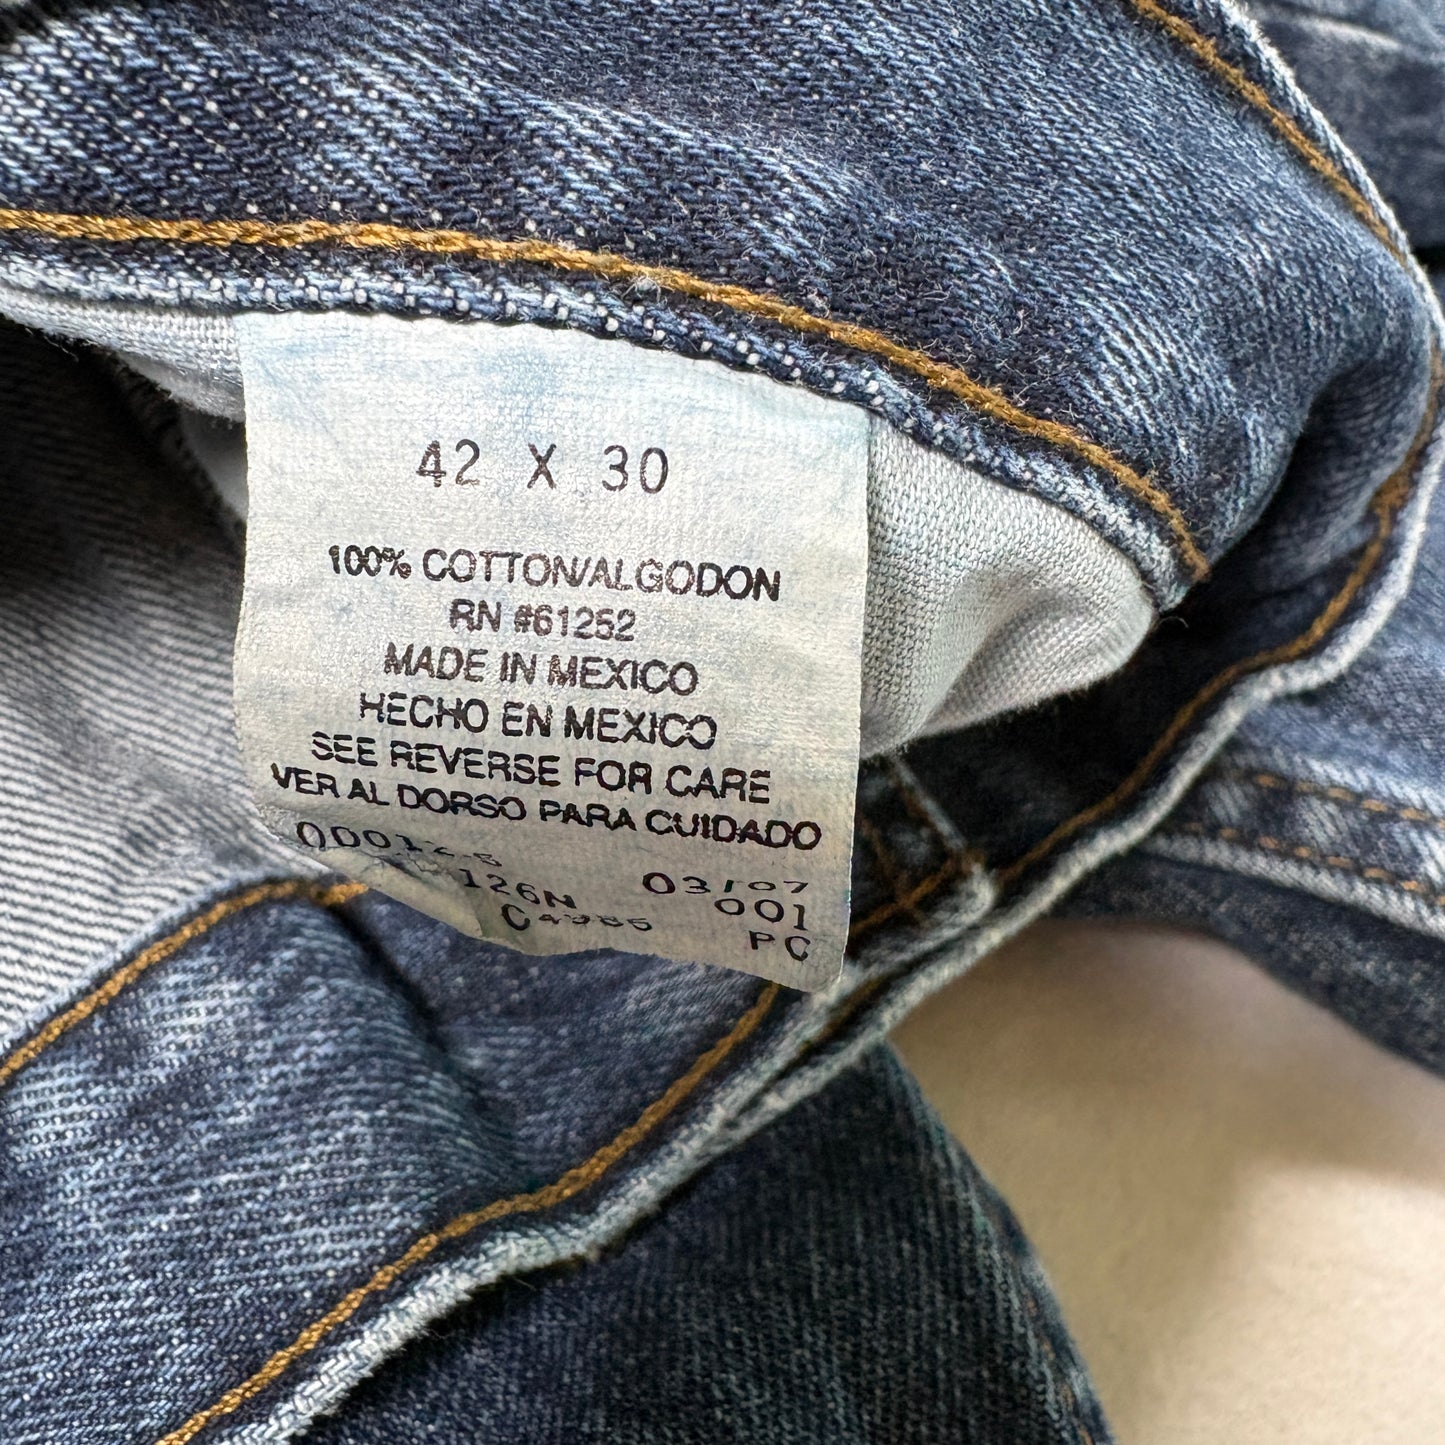 42 X 30
100% COTTON/ALGODON
RN #61252
MADE IN MEXICO
HECHO EN MEXICO
SEE REVERSE FOR CARE
VER AL DORSO PARA CUIDADO
03/07
126N 001
PC